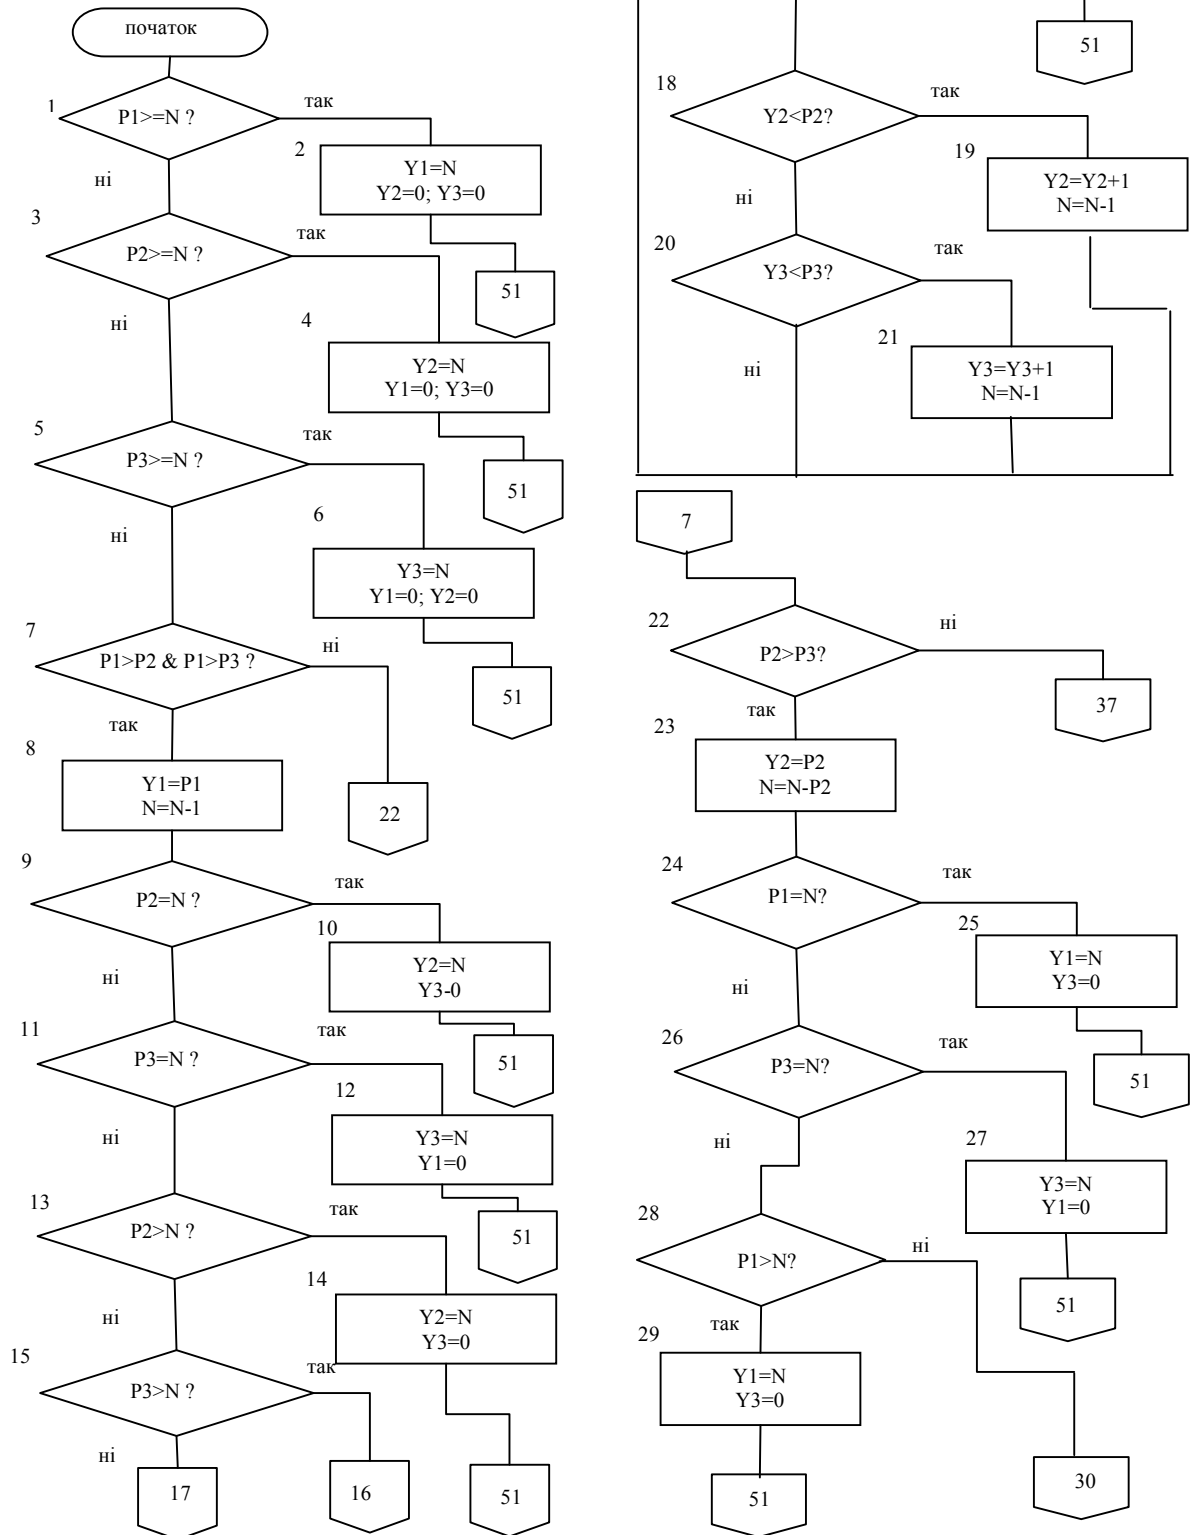 початок
1
P1>=N ?
так
ні
2
Y1=N
Y2=0; Y3=0
51
3
P2>=N ?
так
ні
4
Y2=N
Y1=0; Y3=0
51
5
P3>=N ?
так
ні
6
Y3=N
Y1=0; Y2=0
51
7
P1>P2 & P1>P3 ?
ні
так
22
8
Y1=P1
N=N-1
9
P2=N ?
так
ні
10
Y2=N
Y3-0
51
11
P3=N ?
так
ні
12
Y3=N
Y1=0
51
13
P2>N ?
так
ні
14
Y2=N
Y3=0
51
15
P3>N ?
так
ні
17
16
51
18
Y2<P2?
так
ні
19
Y2=Y2+1
N=N-1
20
Y3<P3?
так
ні
21
Y3=Y3+1
N=N-1
7
22
P2>P3?
ні
так
37
23
Y2=P2
N=N-P2
24
P1=N?
так
ні
25
Y1=N
Y3=0
51
26
P3=N?
так
ні
27
Y3=N
Y1=0
51
28
P1>N?
ні
так
29
Y1=N
Y3=0
51
30